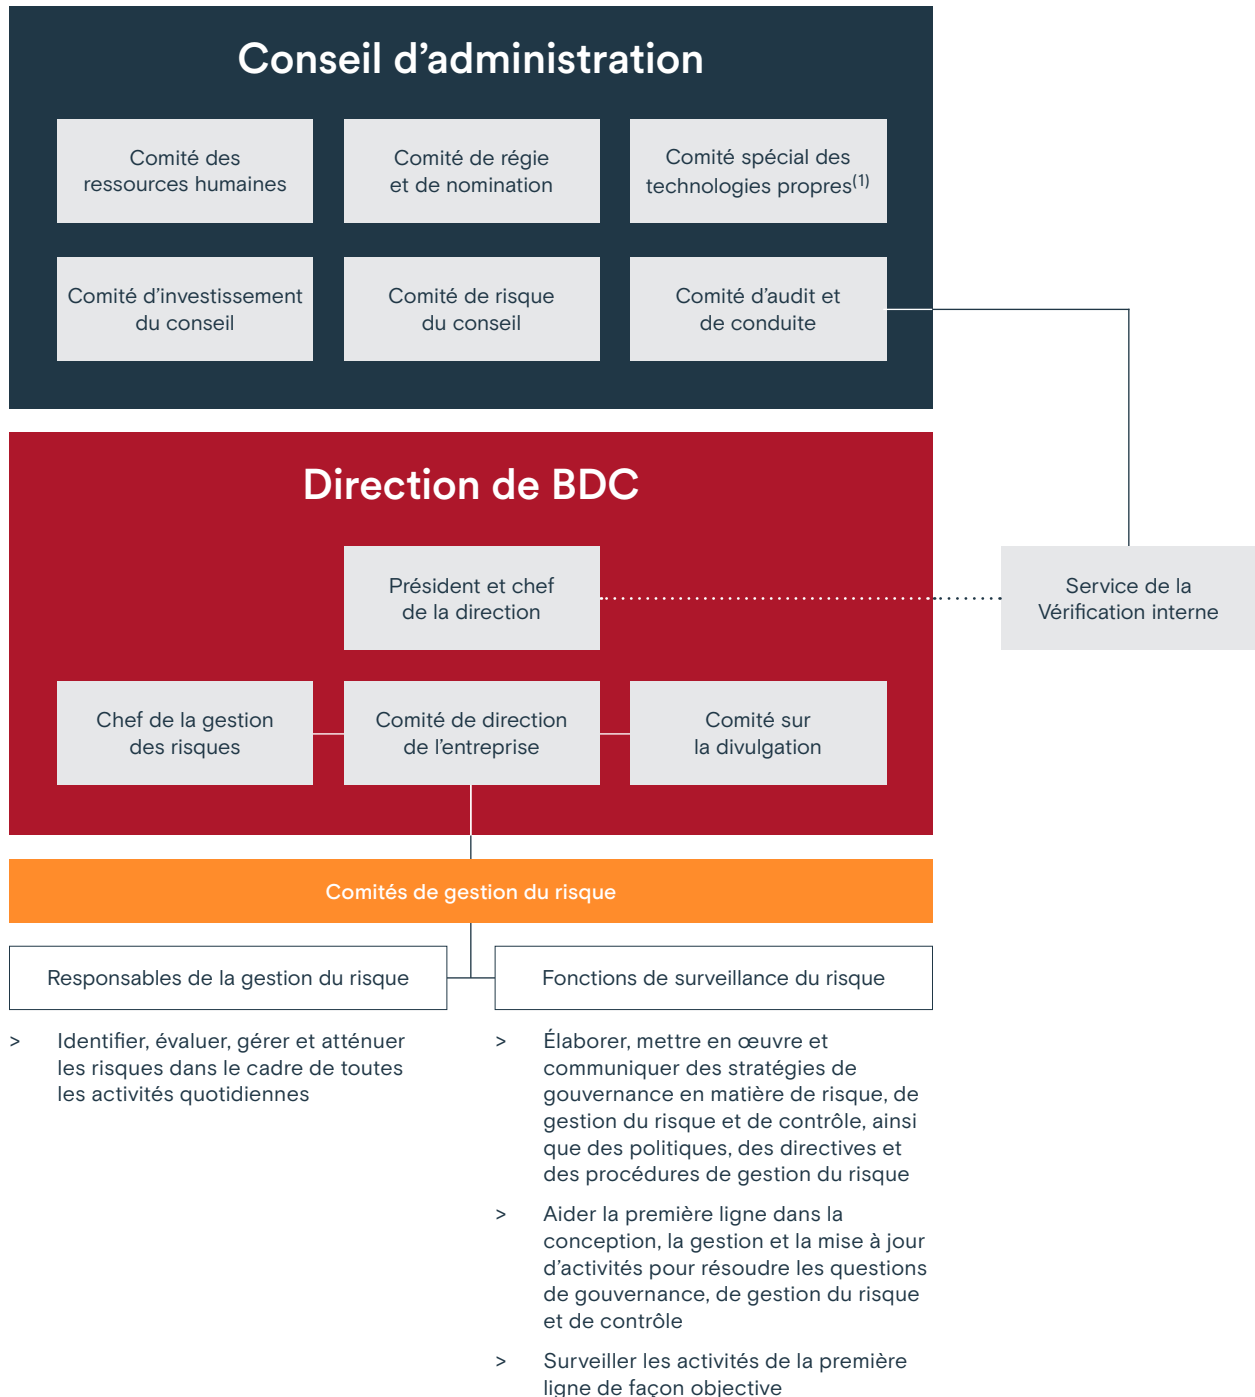 Conseil d’administration
Comité des
ressources humaines
Comité de régie
et de nomination
Comité spécial des
technologies propres(1)
Comité d’investissement
du conseil
Comité de risque
du conseil
Comité d’audit et
de conduite
Direction de BDC
Président et chef
de la direction
Service de la
Vérification interne
Chef de la gestion
des risques
Comité de direction
de l’entreprise
Comité sur
la divulgation
Comités de gestion du risque
Responsables de la gestion du risque
> Identifier, évaluer, gérer et atténuer
les risques dans le cadre de toutes
les activités quotidiennes
Fonctions de surveillance du risque
> Élaborer, mettre en œuvre et
communiquer des stratégies de
gouvernance en matière de risque, de
gestion du risque et de contrôle, ainsi
que des politiques, des directives et
des procédures de gestion du risque
> Aider la première ligne dans la
conception, la gestion et la mise à jour
d’activités pour résoudre les questions
de gouvernance, de gestion du risque
et de contrôle
> Surveiller les activités de la première
ligne de façon objective